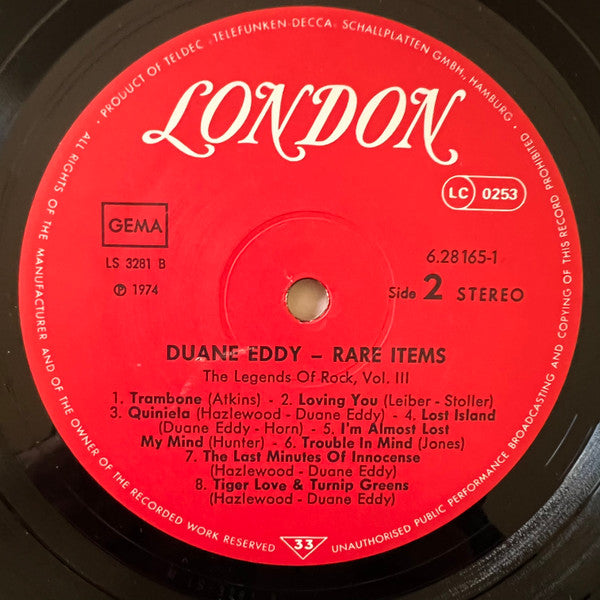 PRODUCT OF TELDEC „TELEFUNKEN-DECCA" SCHALLPLATTEN GMBH., HAMBURG ·
LONDON
LC 0253
GEMA
LS 3281 B
℗ 1974
6.28165-1
Side 2 STEREO
DUANE EDDY – RARE ITEMS
The Legends Of Rock, Vol. III
1. Trambone (Atkins) - 2. Loving You (Leiber - Stoller)
3. Quiniela (Hazlewood - Duane Eddy) - 4. Lost Island
(Duane Eddy - Horn) - 5. I'm Almost Lost
My Mind (Hunter) - 6. Trouble In Mind (Jones)
7. The Last Minutes Of Innocense
(Hazlewood - Duane Eddy)
8. Tiger Love & Turnip Greens
(Hazlewood - Duane Eddy)
33
ALL RIGHTS OF THE MANUFACTURER AND OF THE OWNER OF THE RECORDED WORK RESERVED
UNAUTHORISED PUBLIC PERFORMANCE BROADCASTING AND COPYING OF THIS RECORD PROHIBITED